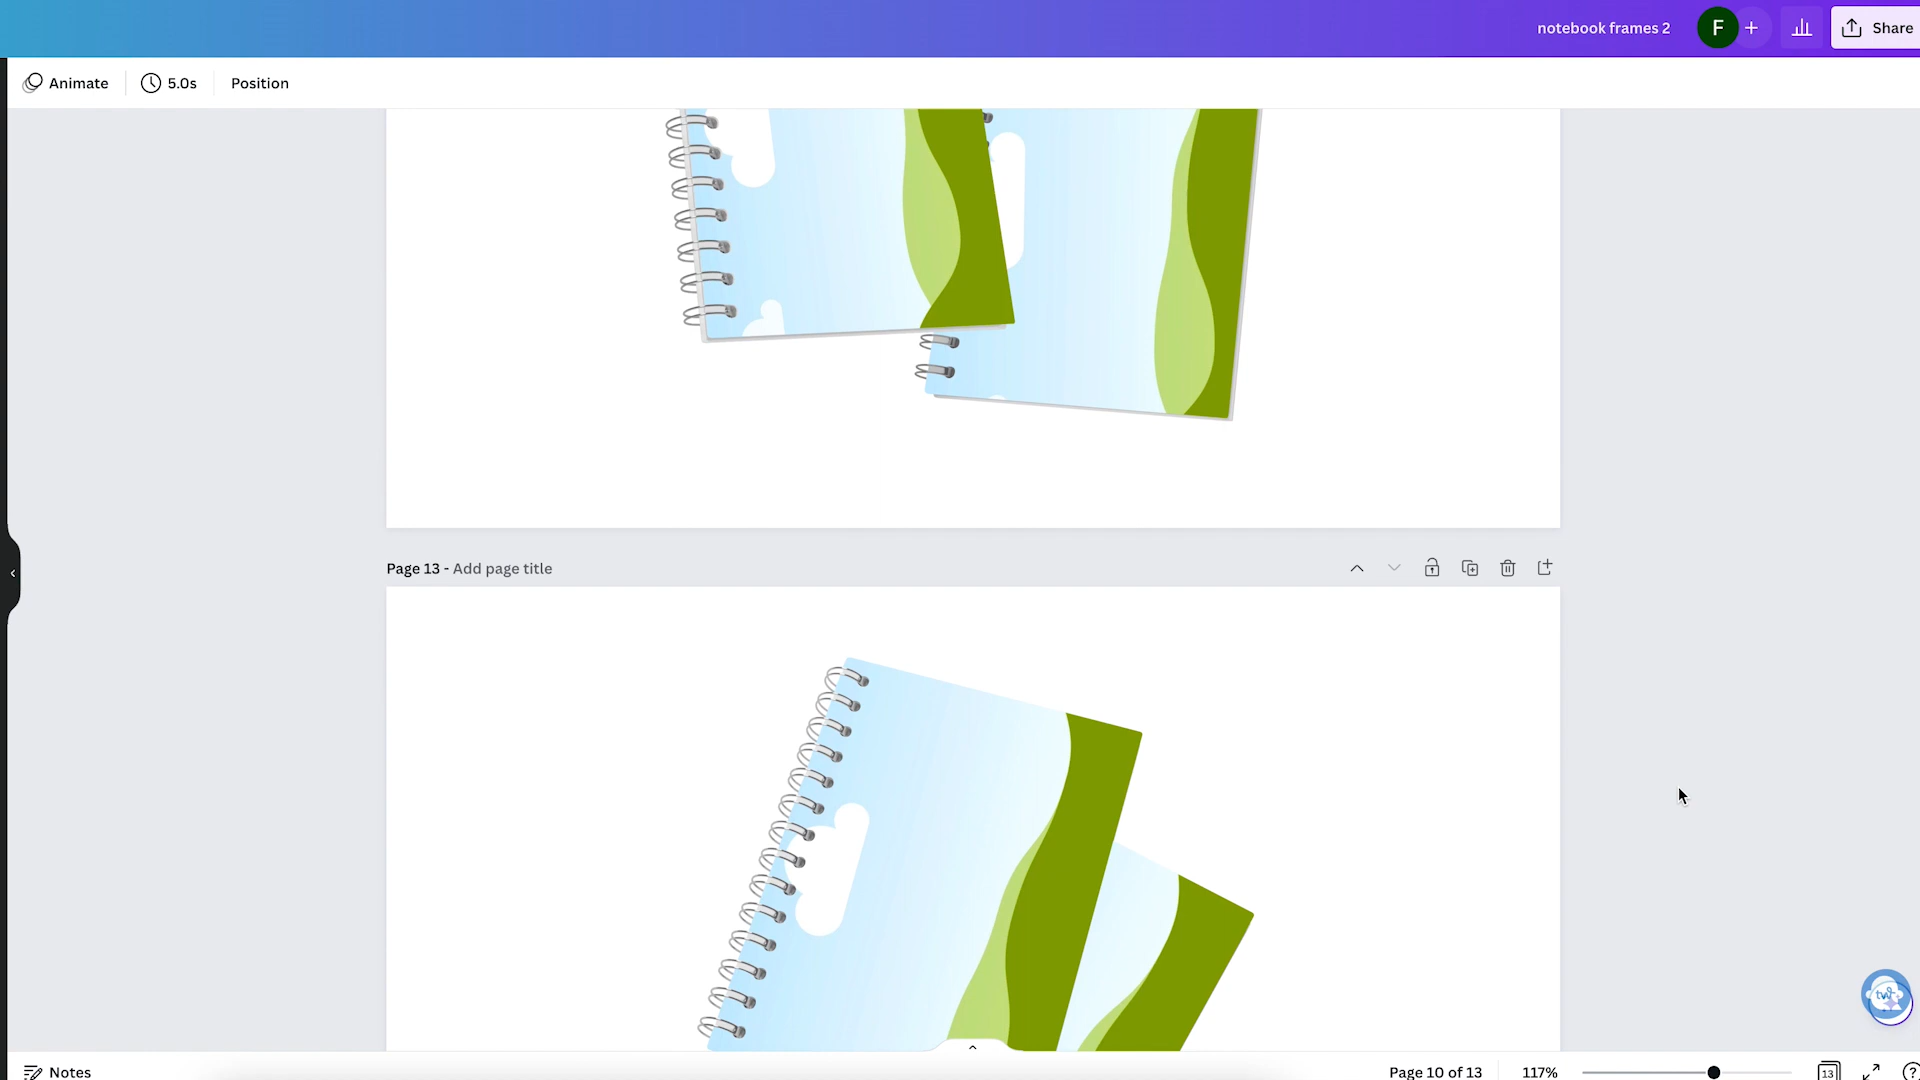 notebook frames 2
F
Share
Animate
5.0s
Position
Page 13 - Add page title
Notes
Page 10 of 13
117%
13